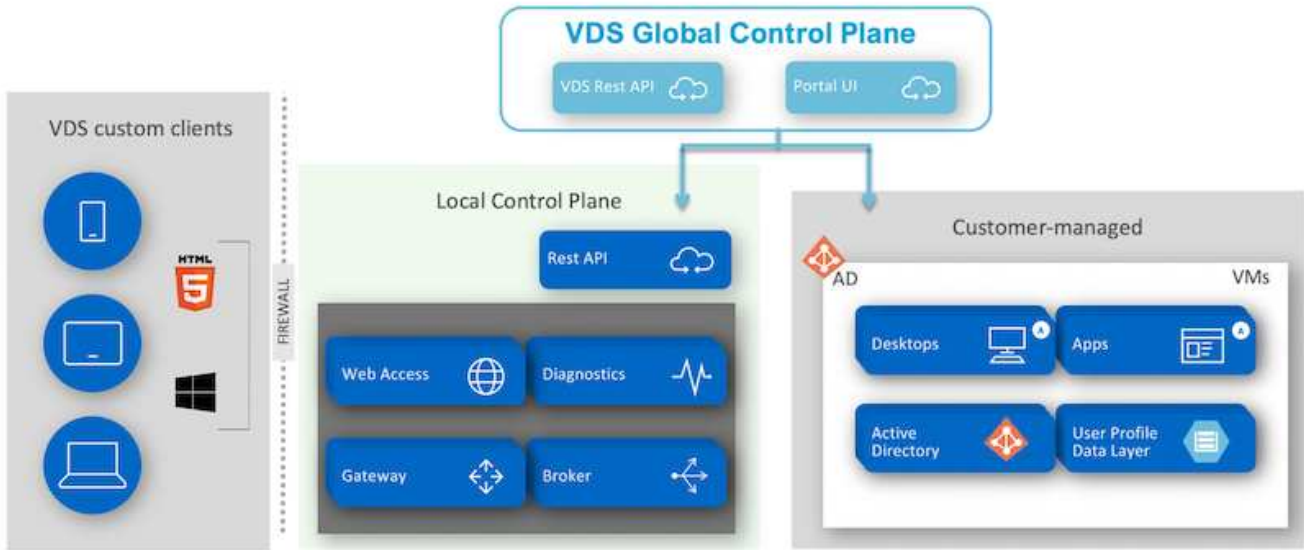 VDS Global Control Plane
VDS Rest API
Portal UI
VDS custom clients
HTML
5
FIREWALL
Local Control Plane
Rest API
Web Access
Diagnostics
Gateway
Broker
Customer-managed
AD
VMs
Desktops
A
Apps
A
Active
Directory
User Profile
Data Layer